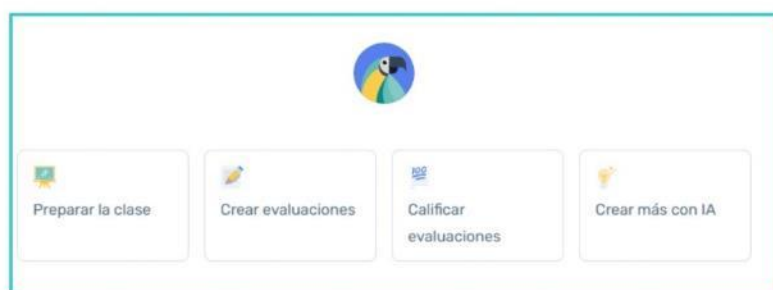 Preparar la clase
Crear evaluaciones
Calificar
evaluaciones
Crear más con IA